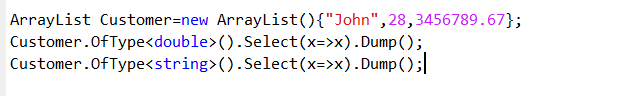 ArrayList Customer=new ArrayList(){"John",28,3456789.67};
Customer.OfType<double>().Select(x=>x).Dump();
Customer.OfType<string>().Select(x=>x).Dump();